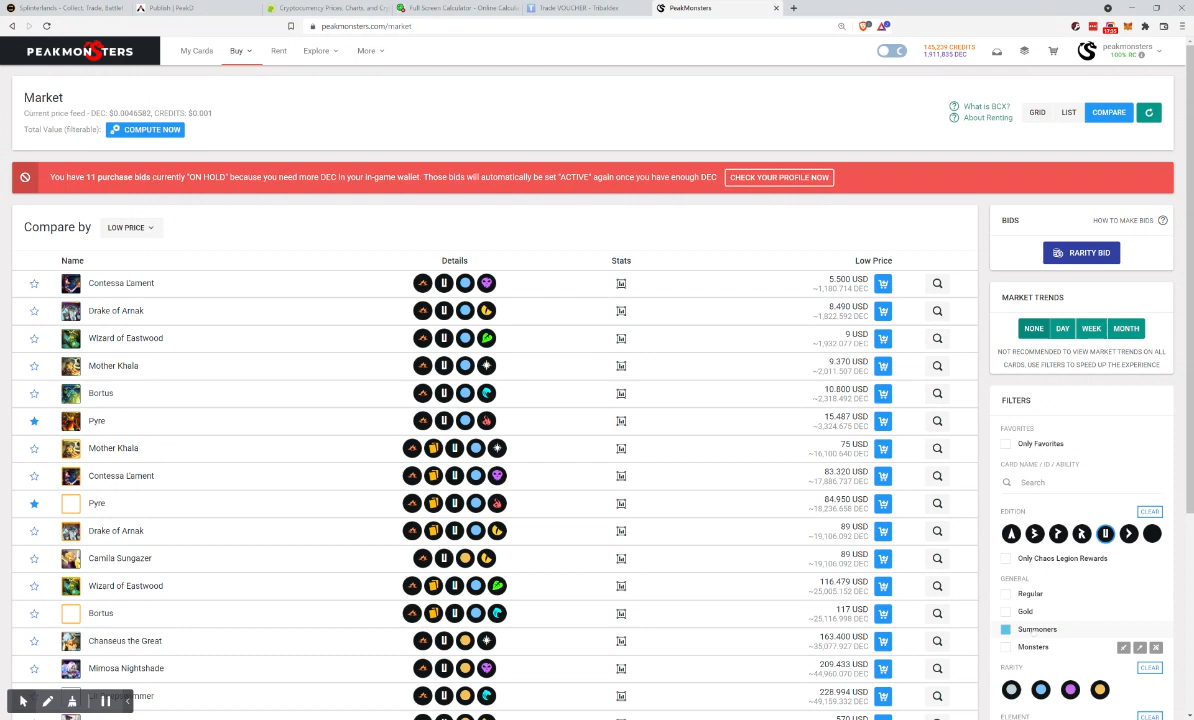 Splinterlands - Collect, Trade, Battle!
Publish | PeakD
Cryptocurrency Prices, Charts, and Cry
Full Screen Calculator - Online Calcula
Trade VOUCHER - Tribaldex
PeakMonsters
peakmonsters.com/market
17:35
PEAKMONSTERS
My Cards
Buy
Rent
Explore
More
145,239 CREDITS
1,911,835 DEC
peakmonsters
100% RC
Market
Current price feed - DEC: $0.0046582, CREDITS: $0.001
Total Value (filterable):
COMPUTE NOW
What is BCX?
About Renting
GRID
LIST
COMPARE
You have 11 purchase bids currently "ON HOLD" because you need more DEC in your in-game wallet. Those bids will automatically be set "ACTIVE" again once you have enough DEC
CHECK YOUR PROFILE NOW
Compare by
LOW PRICE
Name Details Stats Low Price
Contessa L'ament 5.500 USD
~1,180.714 DEC
Drake of Arnak 8.490 USD
~1,822.592 DEC
Wizard of Eastwood 9 USD
~1,932.077 DEC
Mother Khala 9.370 USD
~2,011.507 DEC
Bortus 10.800 USD
~2,318.492 DEC
Pyre 15.487 USD
~3,324.675 DEC
Mother Khala 75 USD
~16,100.640 DEC
Contessa L'ament 83.320 USD
~17,886.737 DEC
Pyre 84.950 USD
~18,236.658 DEC
Drake of Arnak 89 USD
~19,106.092 DEC
Camila Sungazer 89 USD
~19,106.092 DEC
Wizard of Eastwood 116.479 USD
~25,005.152 DEC
Bortus 117 USD
~25,116.998 DEC
Chanseus the Great 163.400 USD
~35,077.927 DEC
Mimosa Nightshade 209.433 USD
~44,960.070 DEC
228.994 USD
~49,159.332 DEC
570 USD
BIDS
HOW TO MAKE BIDS
RARITY BID
MARKET TRENDS
NONE
DAY
WEEK
MONTH
NOT RECOMMENDED TO VIEW MARKET TRENDS ON ALL
CARDS, USE FILTERS TO SPEED UP THE EXPERIENCE
FILTERS
FAVORITES
Only Favorites
CARD NAME / ID / ABILITY
Search
EDITION
CLEAR
Only Chaos Legion Rewards
GENERAL
Regular
Gold
Summoners
Monsters
RARITY
CLEAR
ELEMENT
CLEAR